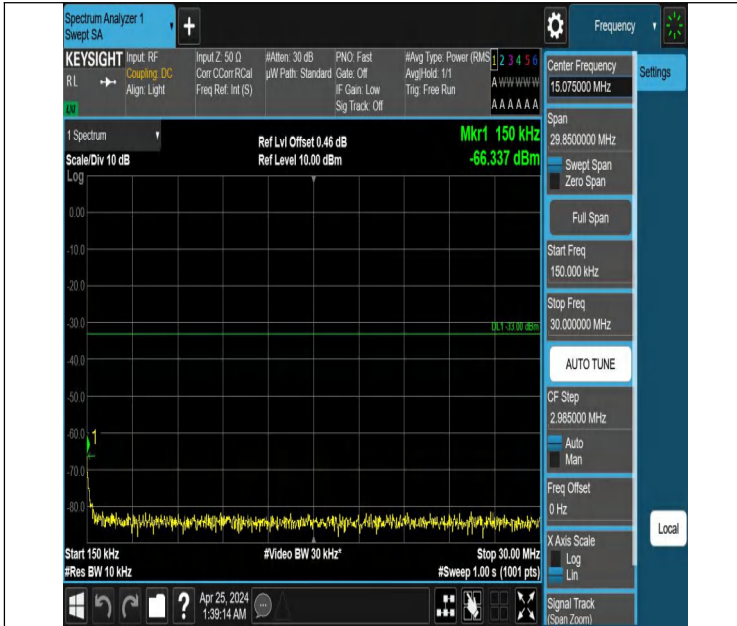 Spectrum Analyzer 1
Swept SA
+
Frequency
KEYSIGHT
RL
Input: RF
Coupling: DC
Align: Light
Input Z: 50 Ω
Corr CCorr RCal
Freq Ref: Int (S)
#Atten: 30 dB
µW Path: Standard
PNO: Fast
Gate: Off
IF Gain: Low
Sig Track: Off
#Avg Type: Power (RMS
Avg|Hold: 1/1
Trig: Free Run
1 2 3 4 5 6
A W W W W W
A A A A A A
Center Frequency
15.075000 MHz
Settings
Span
29.8500000 MHz
Swept Span
Zero Span
Full Span
Start Freq
150.000 kHz
Stop Freq
30.000000 MHz
AUTO TUNE
CF Step
2.985000 MHz
Auto
Man
Freq Offset
0 Hz
X Axis Scale
Log
Lin
Signal Track
(Span Zoom)
Local
1 Spectrum
Scale/Div 10 dB
Ref Lvl Offset 0.46 dB
Ref Level 10.00 dBm
Mkr1 150 kHz
-66.337 dBm
Log
0.00
-10.0
-20.0
-30.0
DL1 -33.00 dBm
-40.0
-50.0
-60.0
1
-70.0
-80.0
Start 150 kHz
#Video BW 30 kHz*
Stop 30.00 MHz
#Res BW 10 kHz
#Sweep 1.00 s (1001 pts)
?
Apr 25, 2024
1:39:14 AM